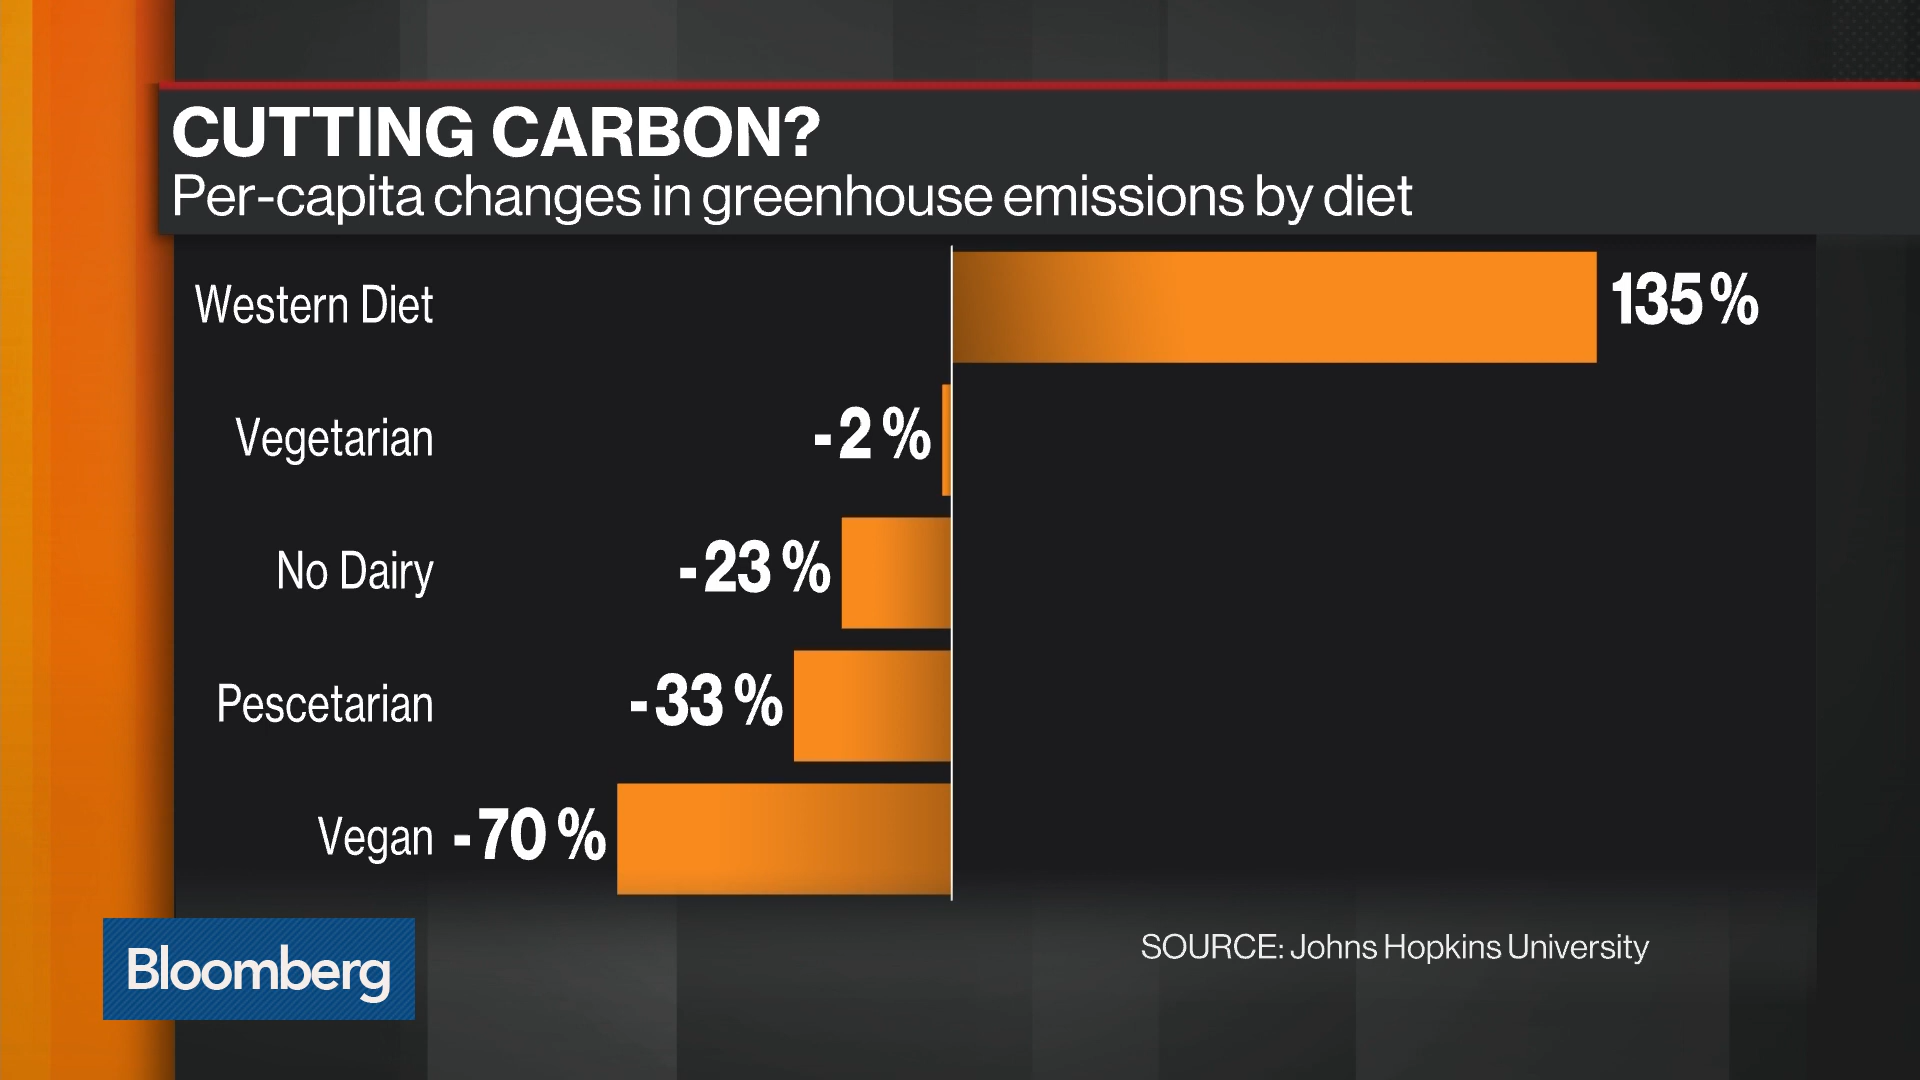 CUTTING CARBON?
Per-capita changes in greenhouse emissions by diet
Western Diet 135%
Vegetarian -2%
No Dairy -23%
Pescetarian -33%
Vegan -70%
Bloomberg
SOURCE: Johns Hopkins University